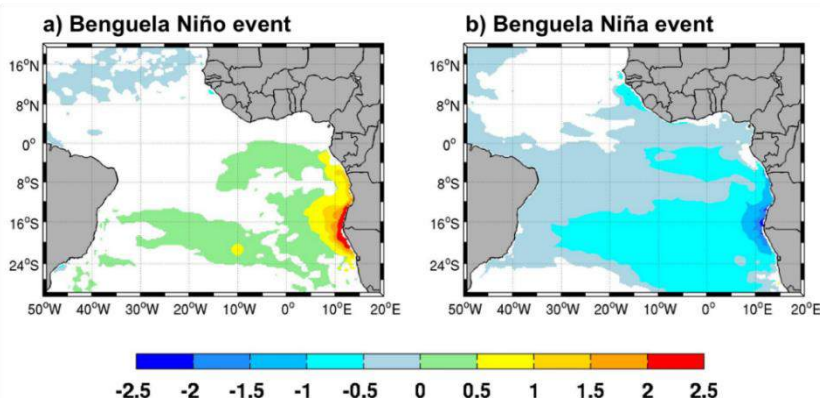 a) Benguela Niño event
b) Benguela Niña event
16°N
8°N
0°
8°S
16°S
24°S
50°W 40°W 30°W 20°W 10°W 0° 10°E 20°E
16°N
8°N
0°
8°S
16°S
24°S
50°W 40°W 30°W 20°W 10°W 0° 10°E 20°E
-2.5 -2 -1.5 -1 -0.5 0 0.5 1 1.5 2 2.5